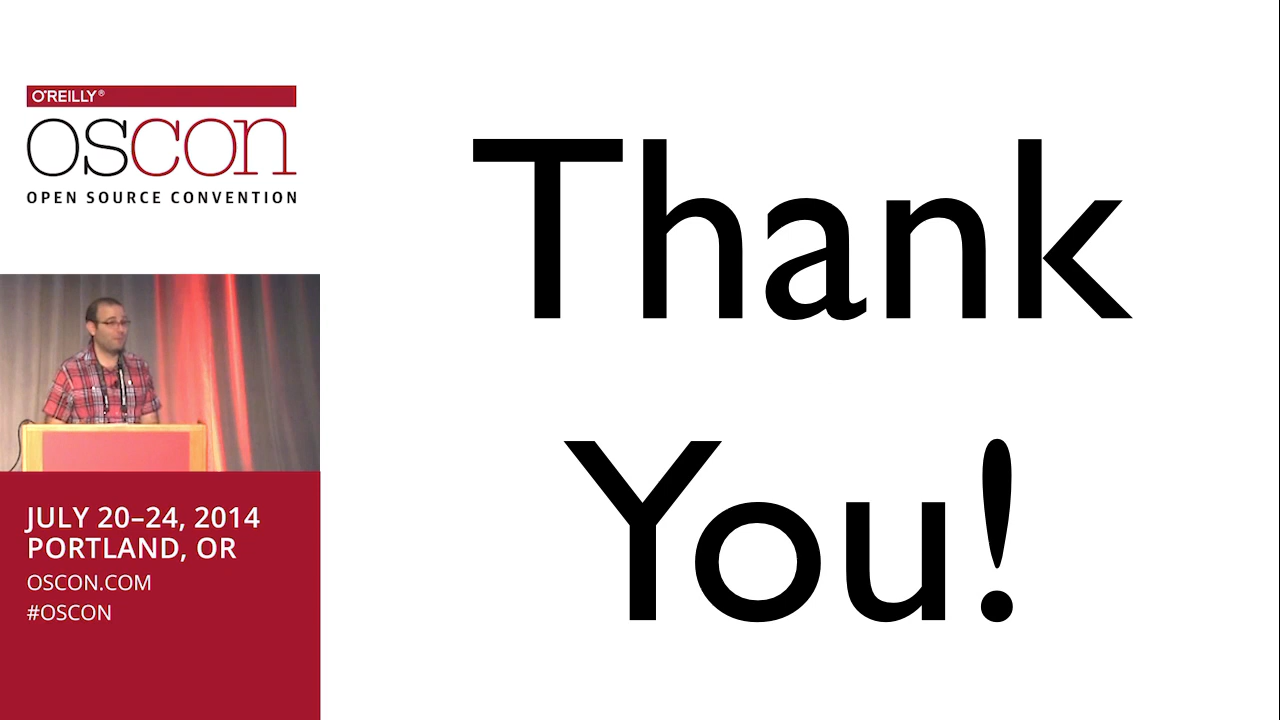 O'REILLY®
OSCON
OPEN SOURCE CONVENTION
JULY 20–24, 2014
PORTLAND, OR
OSCON.COM
#OSCON
Thank
You!